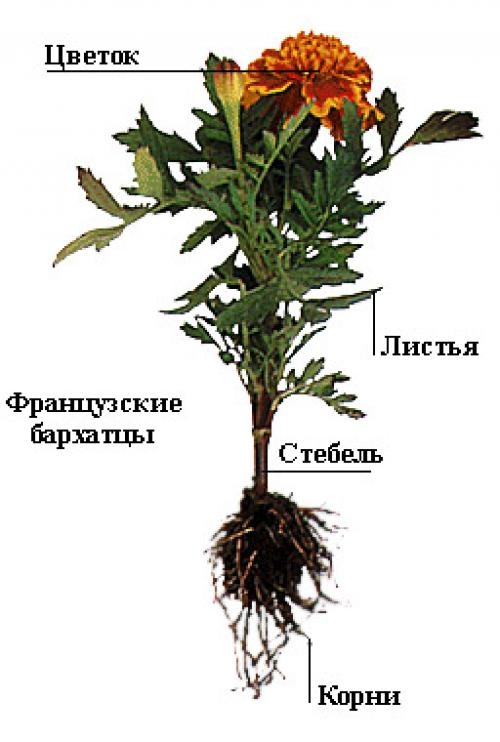 Цветок
Листья
Французские
бархатцы
Стебель
Корни